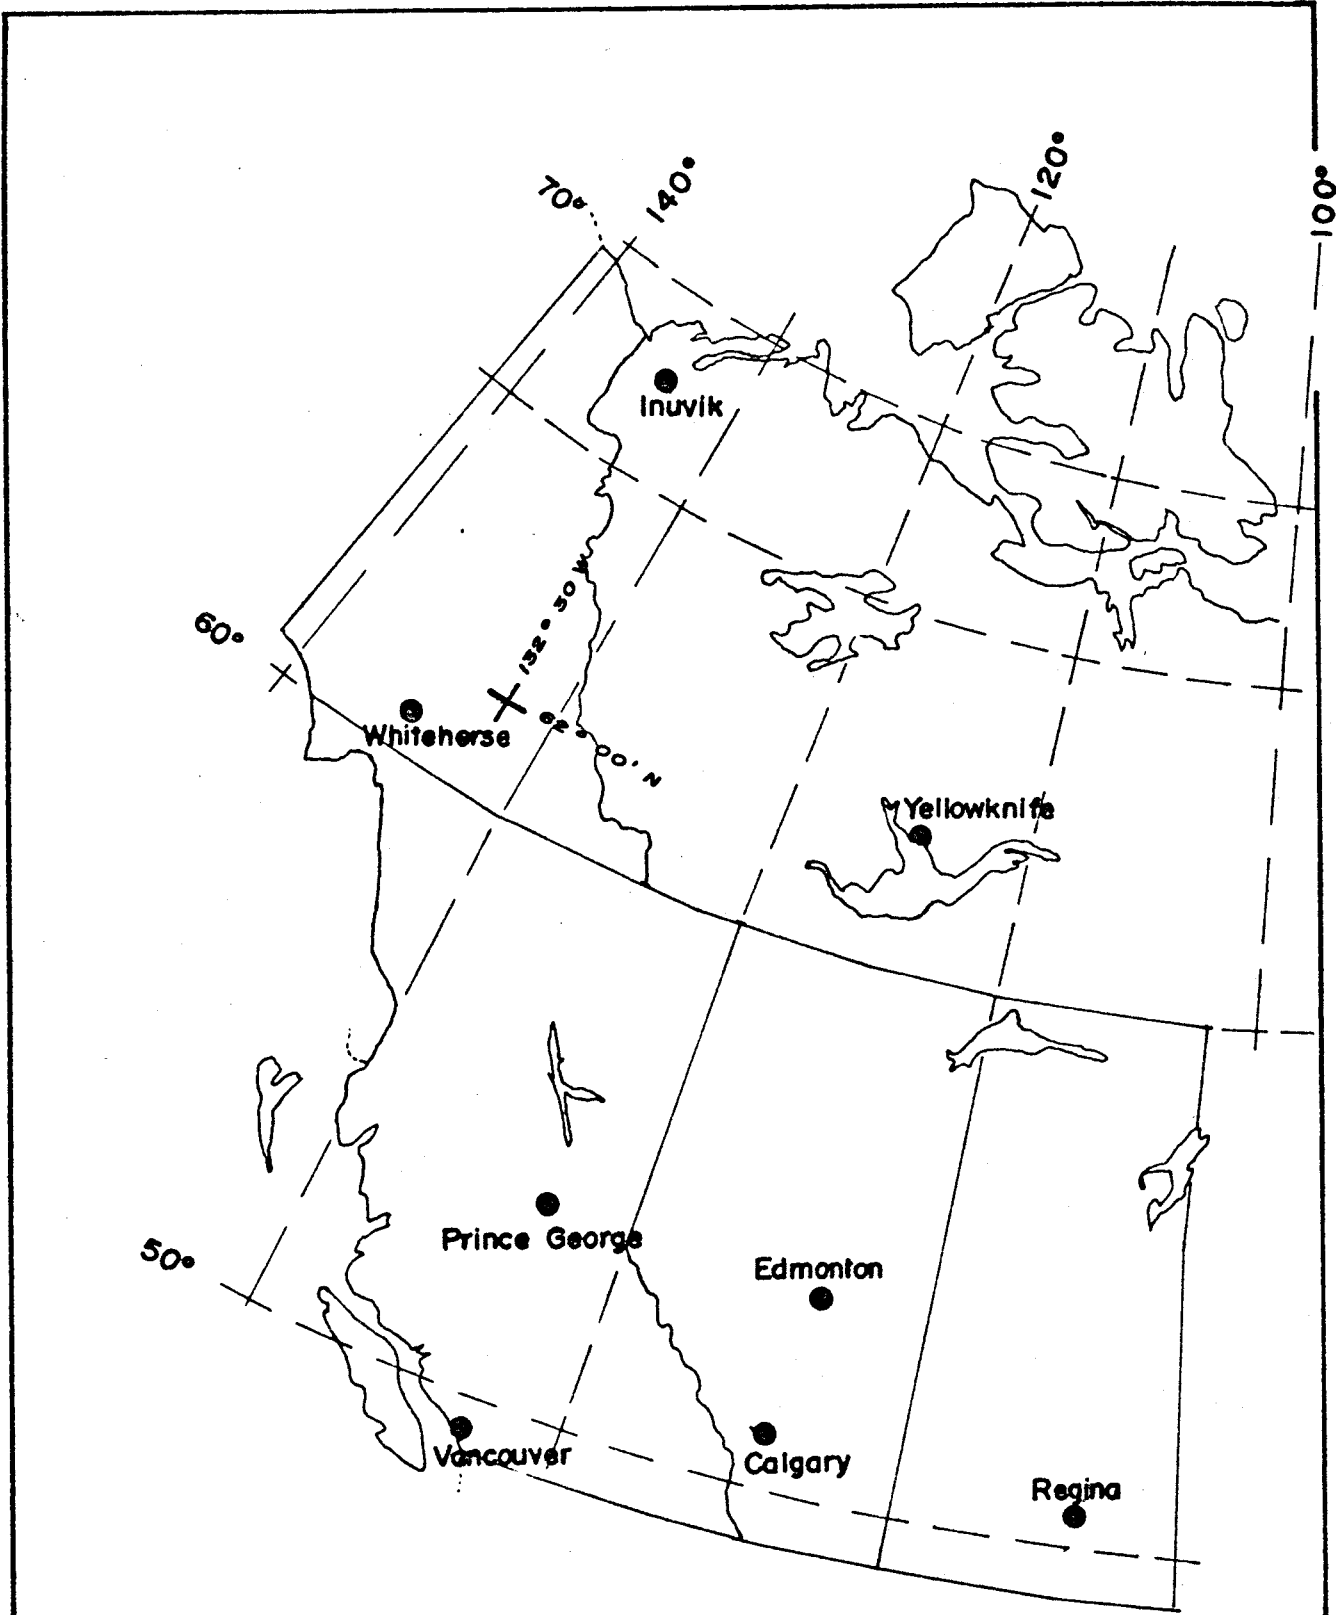 70°
140°
120°
100°
Inuvik
60°
132° 30 W
62° 00' N
Whitehorse
Yellowknife
50°
Prince George
Edmonton
Vancouver
Calgary
Regina